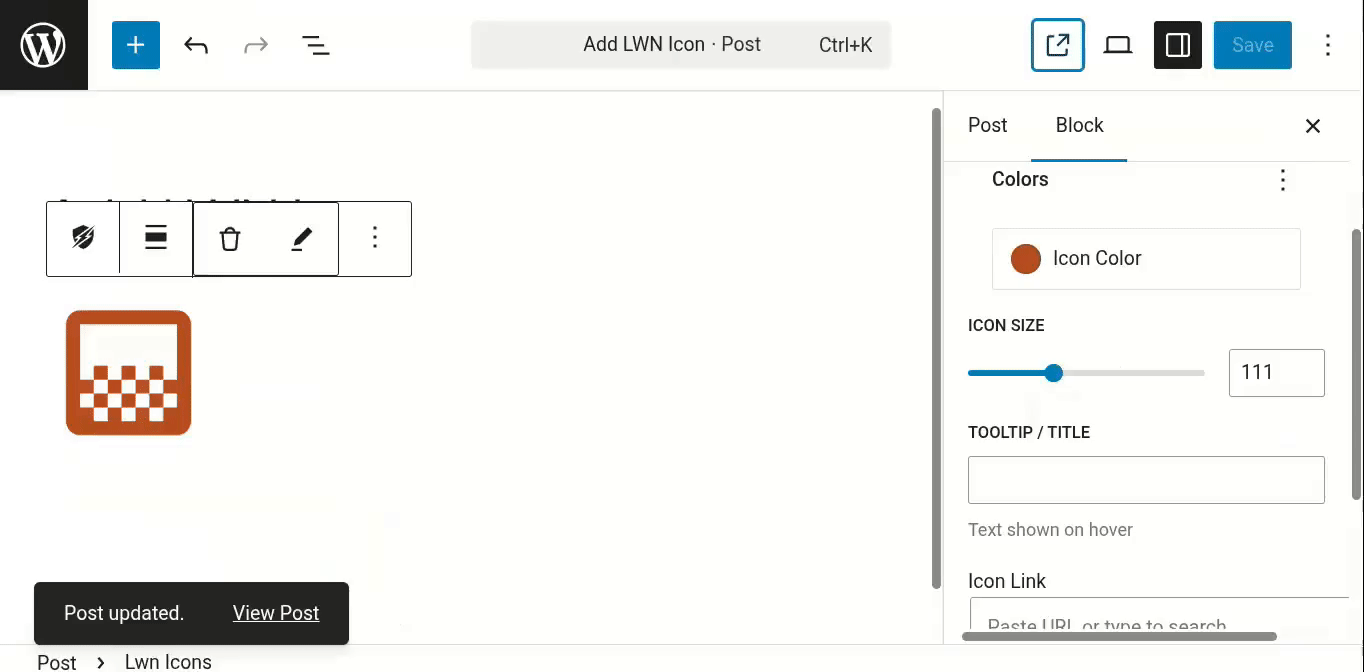 Add LWN Icon · Post Ctrl+K
Save
Post Block
Colors
Icon Color
ICON SIZE
111
TOOLTIP / TITLE
Text shown on hover
Icon Link
Paste URL or type to search
Post updated. View Post
Post › Lwn Icons